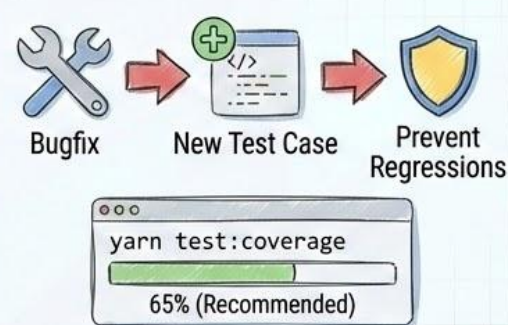 </>
Bugfix
New Test Case
Prevent
Regressions
yarn test:coverage
65% (Recommended)